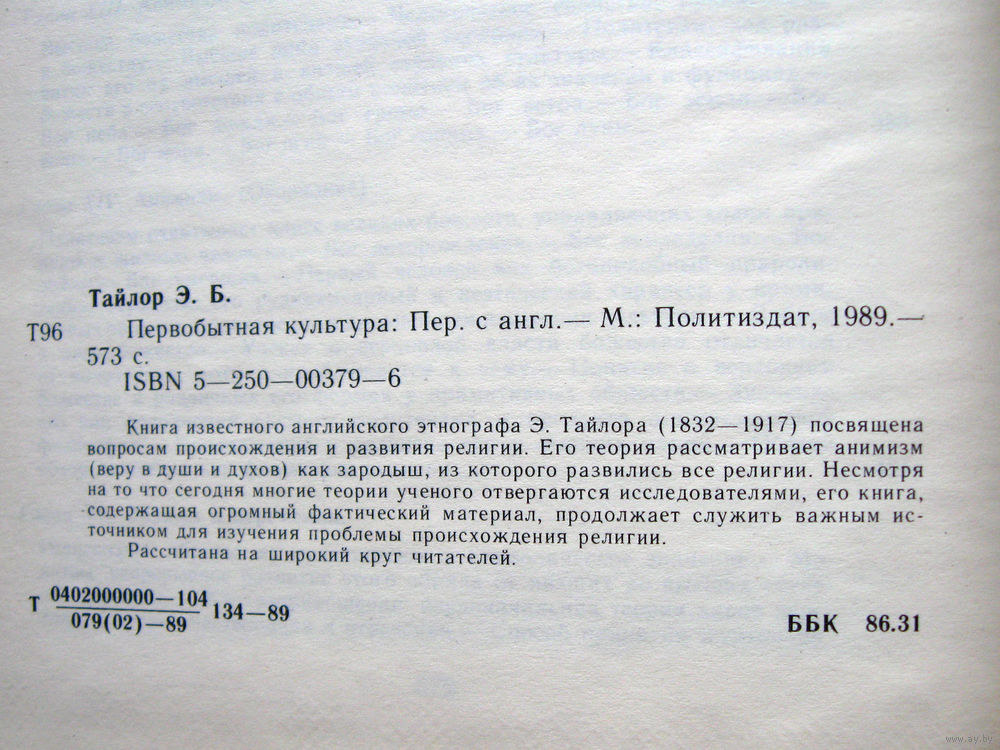 Тайлор Э. Б.
Т96
Первобытная культура: Пер. с англ.— М.: Политиздат, 1989.—
573 с.
ISBN 5—250—00379—6
Книга известного английского этнографа Э. Тайлора (1832—1917) посвящена
вопросам происхождения и развития религии. Его теория рассматривает анимизм
(веру в души и духов) как зародыш, из которого развились все религии. Несмотря
на то что сегодня многие теории ученого отвергаются исследователями, его книга,
содержащая огромный фактический материал, продолжает служить важным ис-
точником для изучения проблемы происхождения религии.
Рассчитана на широкий круг читателей.
Т 0402000000—104
079(02)—89 134—89
ББК 86.31
www.ay.by